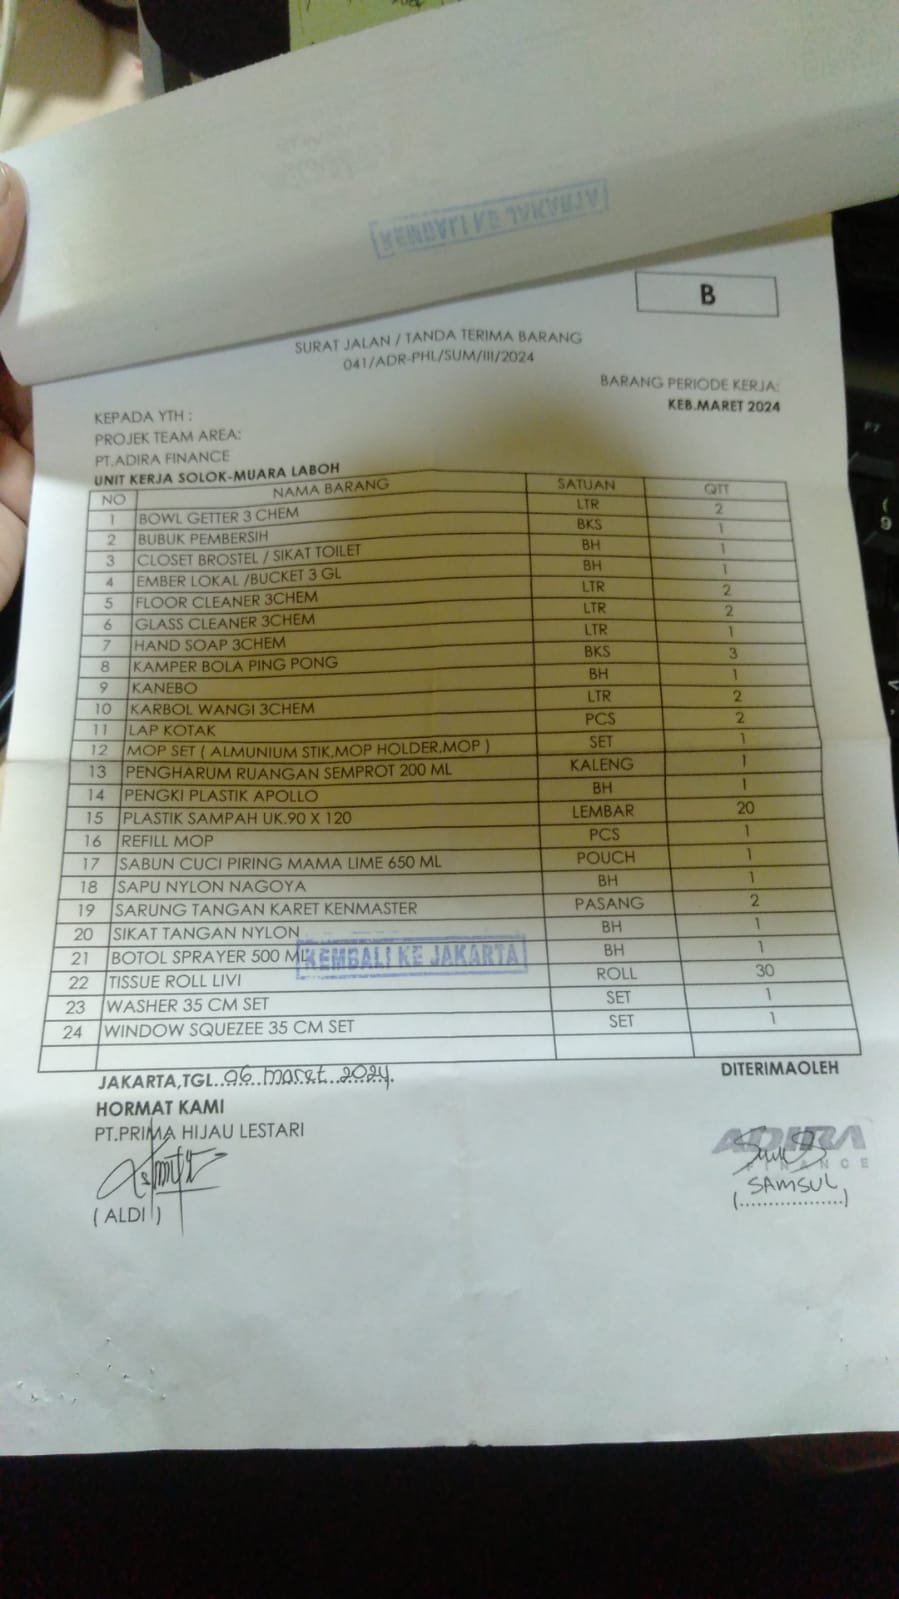 KEMBALI KE JAKARTA
B
SURAT JALAN / TANDA TERIMA BARANG
041/ADR-PHL/SUM/III/2024
BARANG PERIODE KERJA:
KEB.MARET 2024
KEPADA YTH :
PROJEK TEAM AREA:
PT.ADIRA FINANCE
UNIT KERJA SOLOK-MUARA LABOH
NO NAMA BARANG SATUAN QTT
1 BOWL GETTER 3 CHEM LTR 2
2 BUBUK PEMBERSIH BKS 1
3 CLOSET BROSTEL / SIKAT TOILET BH 1
4 EMBER LOKAL /BUCKET 3 GL BH 1
5 FLOOR CLEANER 3CHEM LTR 2
6 GLASS CLEANER 3CHEM LTR 2
7 HAND SOAP 3CHEM LTR 1
8 KAMPER BOLA PING PONG BKS 3
9 KANEBO BH 1
10 KARBOL WANGI 3CHEM LTR 2
11 LAP KOTAK PCS 2
12 MOP SET ( ALMUNIUM STIK,MOP HOLDER,MOP ) SET 1
13 PENGHARUM RUANGAN SEMPROT 200 ML KALENG 1
14 PENGKI PLASTIK APOLLO BH 1
15 PLASTIK SAMPAH UK.90 X 120 LEMBAR 20
16 REFILL MOP PCS 1
17 SABUN CUCI PIRING MAMA LIME 650 ML POUCH 1
18 SAPU NYLON NAGOYA BH 1
19 SARUNG TANGAN KARET KENMASTER PASANG 2
20 SIKAT TANGAN NYLON BH 1
21 BOTOL SPRAYER 500 ML BH 1
KEMBALI KE JAKARTA
22 TISSUE ROLL LIVI ROLL 30
23 WASHER 35 CM SET SET 1
24 WINDOW SQUEZEE 35 CM SET SET 1
JAKARTA,TGL..06 maret 2024.
DITERIMAOLEH
HORMAT KAMI
PT.PRIMA HIJAU LESTARI
ADIRA
FINANCE
SAMSUL
(..................)
( ALDI )
F7
9